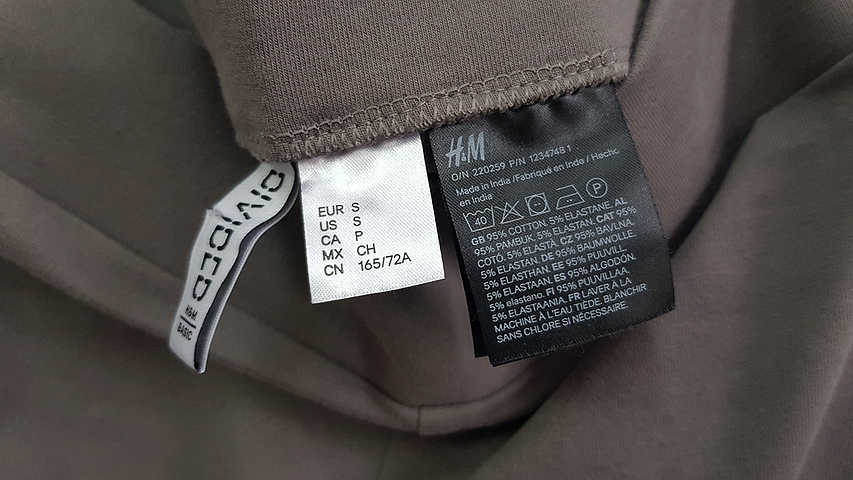 DIVIDED
H&M
BASIC
EUR S
US S
CA P
MX CH
CN 165/72A
H&M
O/N 220259 P/N 1234748 1
Made in India /Fabriqué en Inde / Hecho
en India
40 P
GB 95% COTTON, 5% ELASTANE, AL
95% PAMBUK, 5% ELASTAN. CAT 95%
COTÓ, 5% ELASTÀ. CZ 95% BAVLNA,
5% ELASTAN. DE 95% BAUMWOLLE,
5% ELASTHAN. EE 95% PUUVILL,
5% ELASTAAN. ES 95% ALGODÓN,
5% elastano. FI 95% PUUVILLAA,
5% ELASTAANIA. FR LAVER À LA
MACHINE À L'EAU TIÈDE. BLANCHIR
SANS CHLORE SI NÉCESSAIRE.